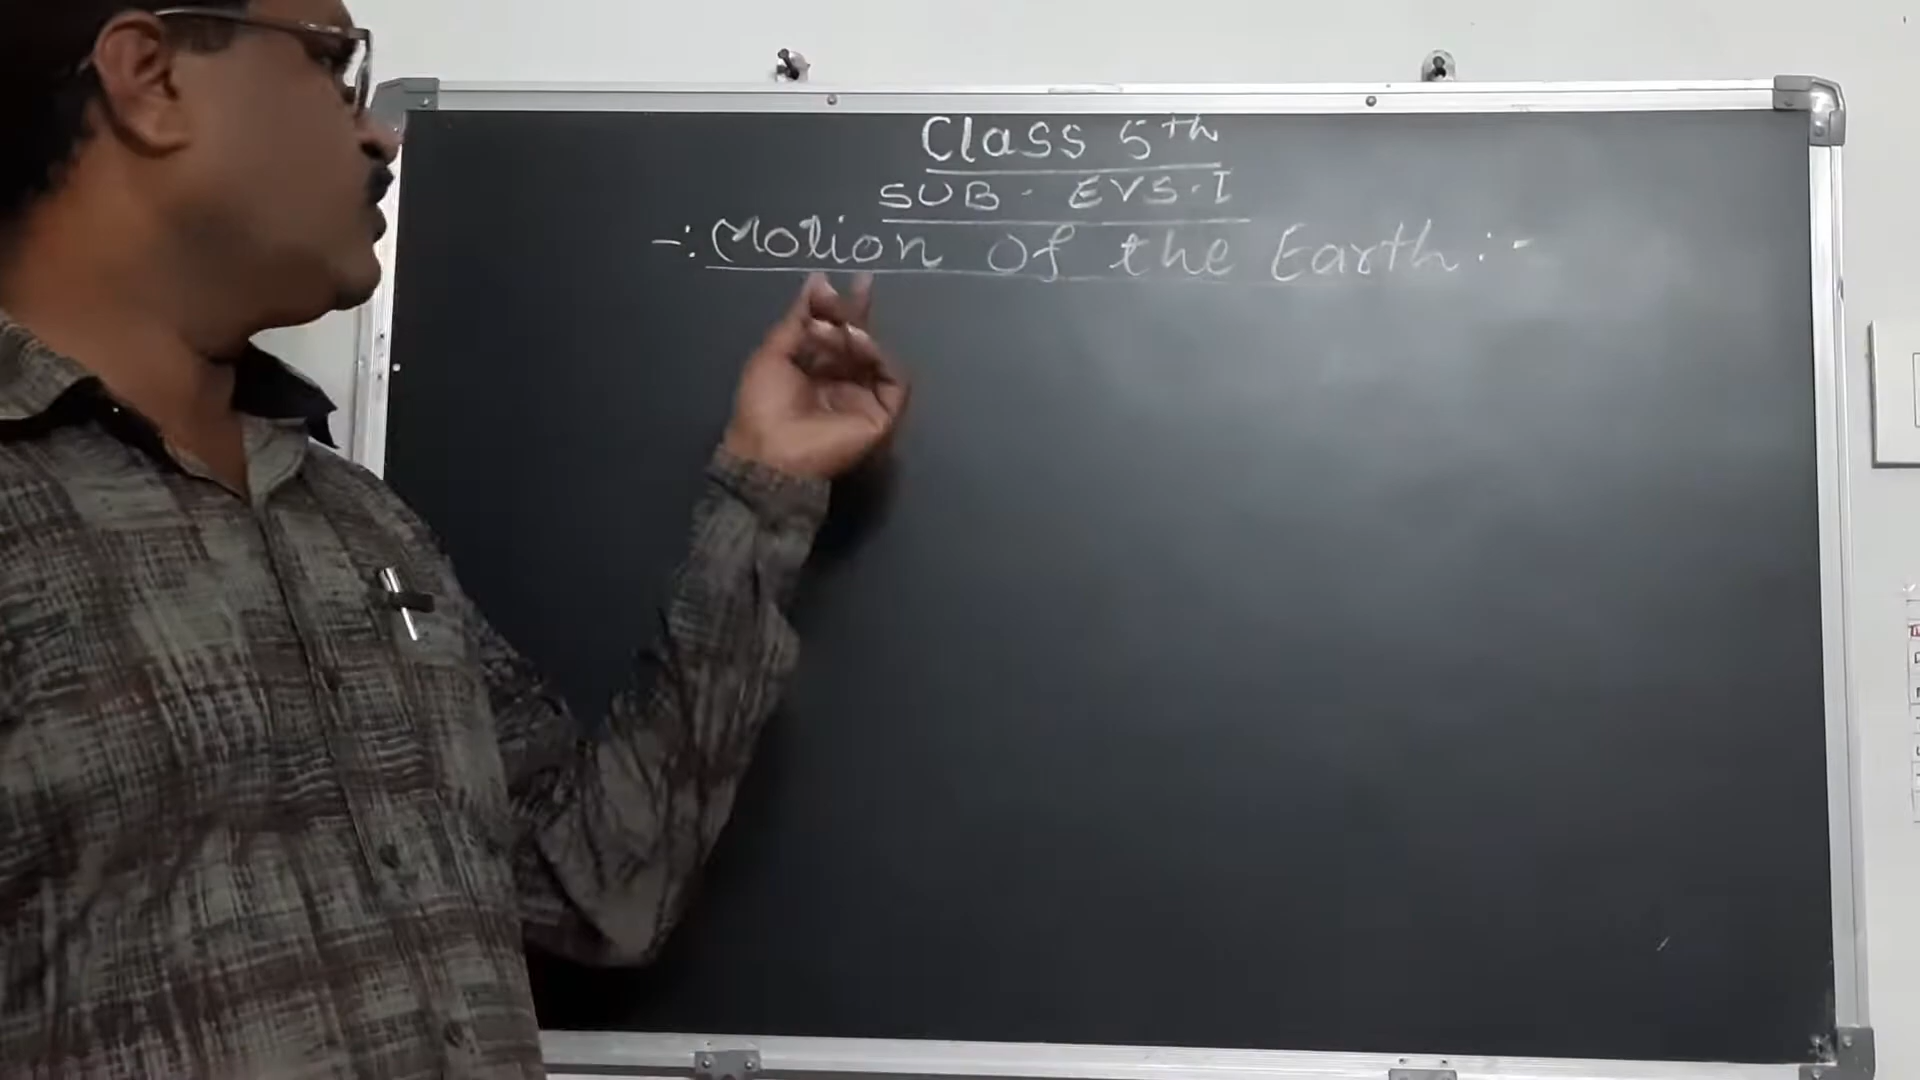 Class 5th
SUB - EVS-I
-: Motion of the Earth :-